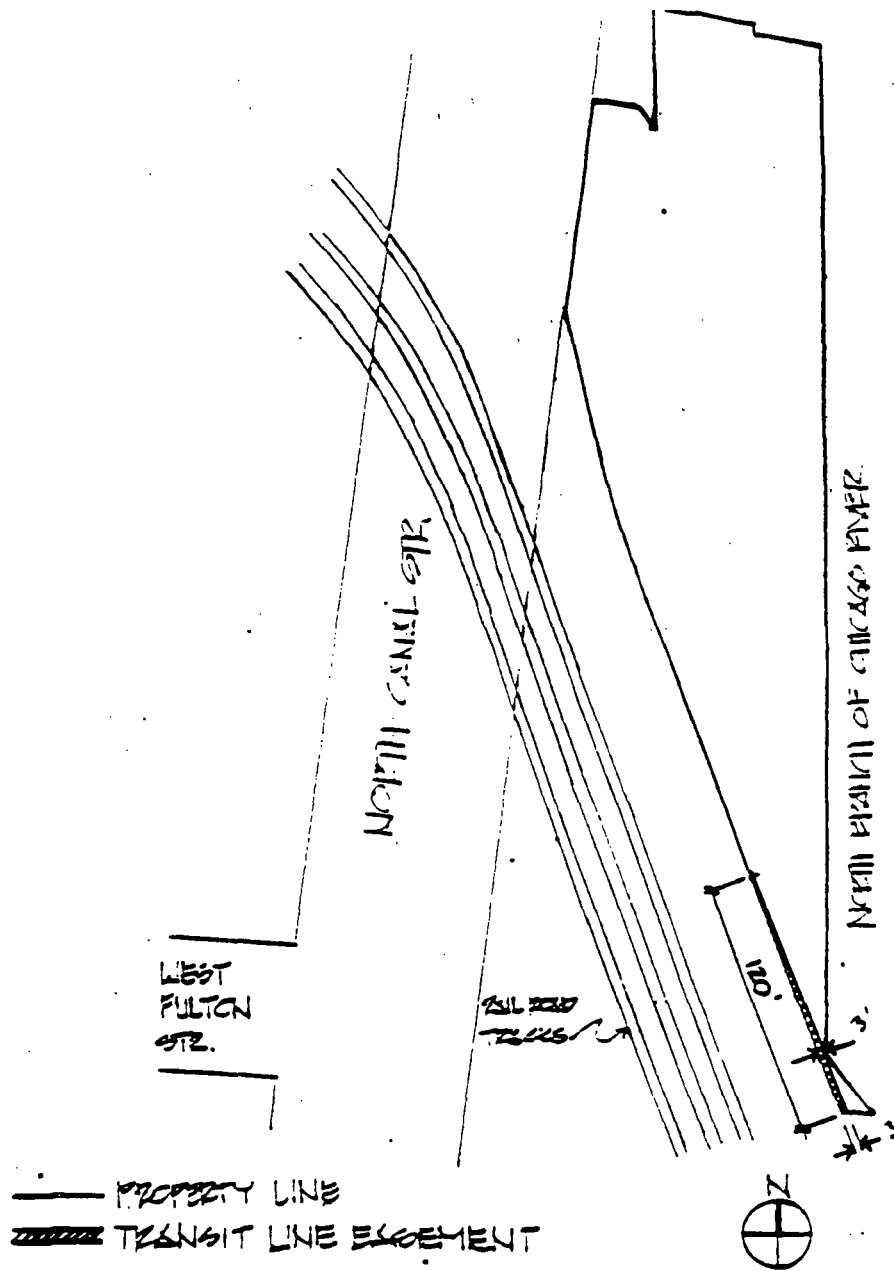 NORTH CANAL STR.
NORTH BRANCH OF CHICAGO RIVER
WEST
FULTON
STR.
RAILROAD
TRACKS
120'
3'
PROPERTY LINE
TRANSIT LINE EASEMENT
N